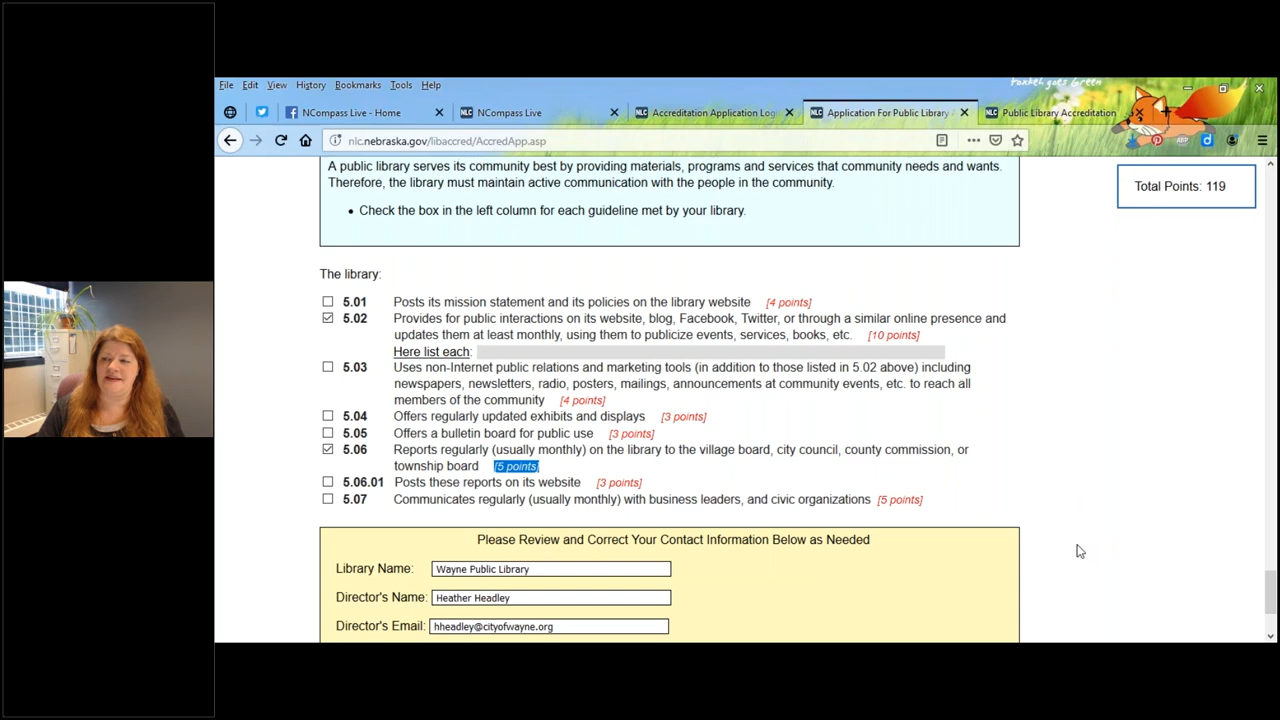 Foxkeh goes Green
File Edit View History Bookmarks Tools Help
NCompass Live - Home
NLC NCompass Live
NLC Accreditation Application Log
NLC Application For Public Library
NLC Public Library Accreditation
nlc.nebraska.gov/libaccred/AccredApp.asp
A public library serves its community best by providing materials, programs and services that community needs and wants.
Therefore, the library must maintain active communication with the people in the community.
• Check the box in the left column for each guideline met by your library.
Total Points: 119
The library:
5.01 Posts its mission statement and its policies on the library website [4 points]
5.02 Provides for public interactions on its website, blog, Facebook, Twitter, or through a similar online presence and
updates them at least monthly, using them to publicize events, services, books, etc. [10 points]
Here list each:
5.03 Uses non-Internet public relations and marketing tools (in addition to those listed in 5.02 above) including
newspapers, newsletters, radio, posters, mailings, announcements at community events, etc. to reach all
members of the community [4 points]
5.04 Offers regularly updated exhibits and displays [3 points]
5.05 Offers a bulletin board for public use [3 points]
5.06 Reports regularly (usually monthly) on the library to the village board, city council, county commission, or
township board [5 points]
5.06.01 Posts these reports on its website [3 points]
5.07 Communicates regularly (usually monthly) with business leaders, and civic organizations [5 points]
Please Review and Correct Your Contact Information Below as Needed
Library Name: Wayne Public Library
Director's Name: Heather Headley
Director's Email: hheadley@cityofwayne.org